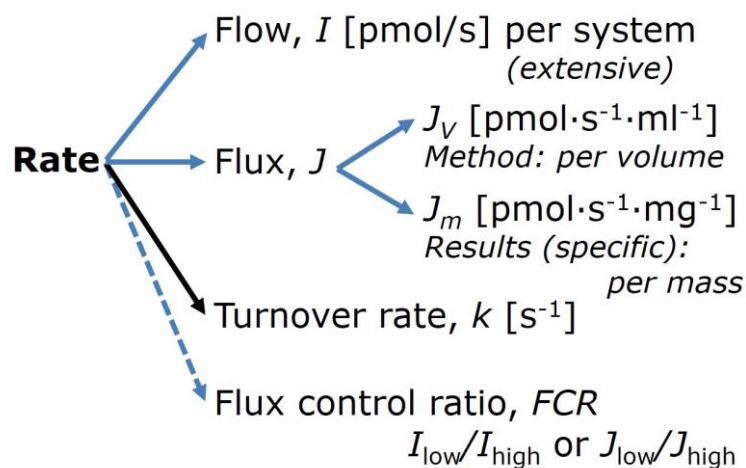 Flow, I [pmol/s] per system
(extensive)
Rate
Flux, J
J_V [pmol·s⁻¹·ml⁻¹]
Method: per volume
J_m [pmol·s⁻¹·mg⁻¹]
Results (specific):
per mass
Turnover rate, k [s⁻¹]
Flux control ratio, FCR
I_low/I_high or J_low/J_high